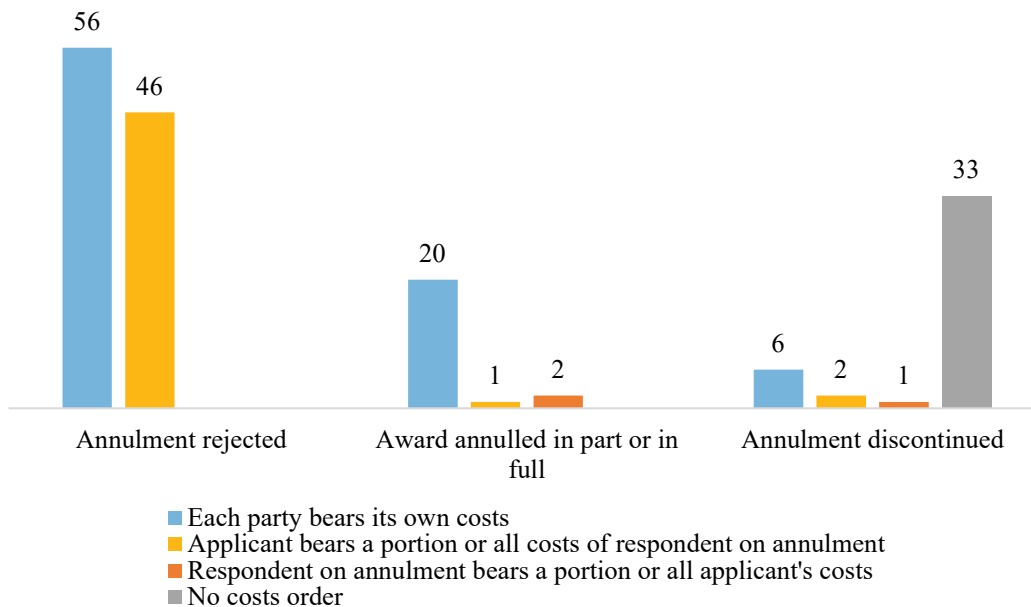 56
46
33
20
1
2
6
2
1
Annulment rejected
Award annulled in part or in
full
Annulment discontinued
Each party bears its own costs
Applicant bears a portion or all costs of respondent on annulment
Respondent on annulment bears a portion or all applicant's costs
No costs order